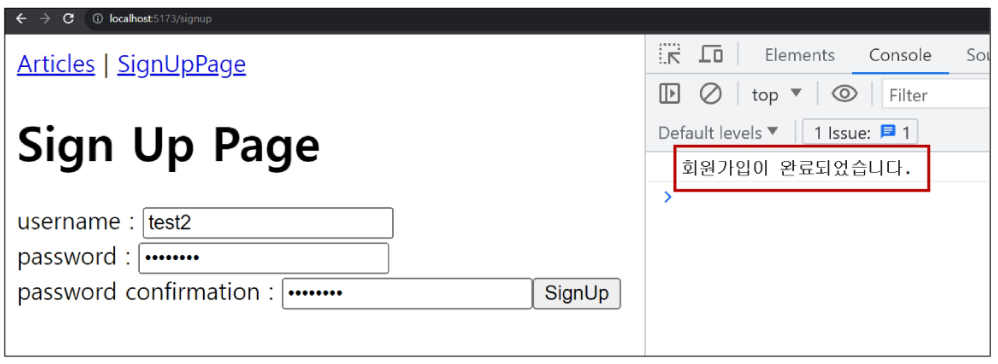 localhost:5173/signup
Articles | SignUpPage
Sign Up Page
username : test2
password : ••••••••
password confirmation : •••••••• SignUp
Elements Console Sou
top Filter
Default levels 1 Issue: 1
회원가입이 완료되었습니다.